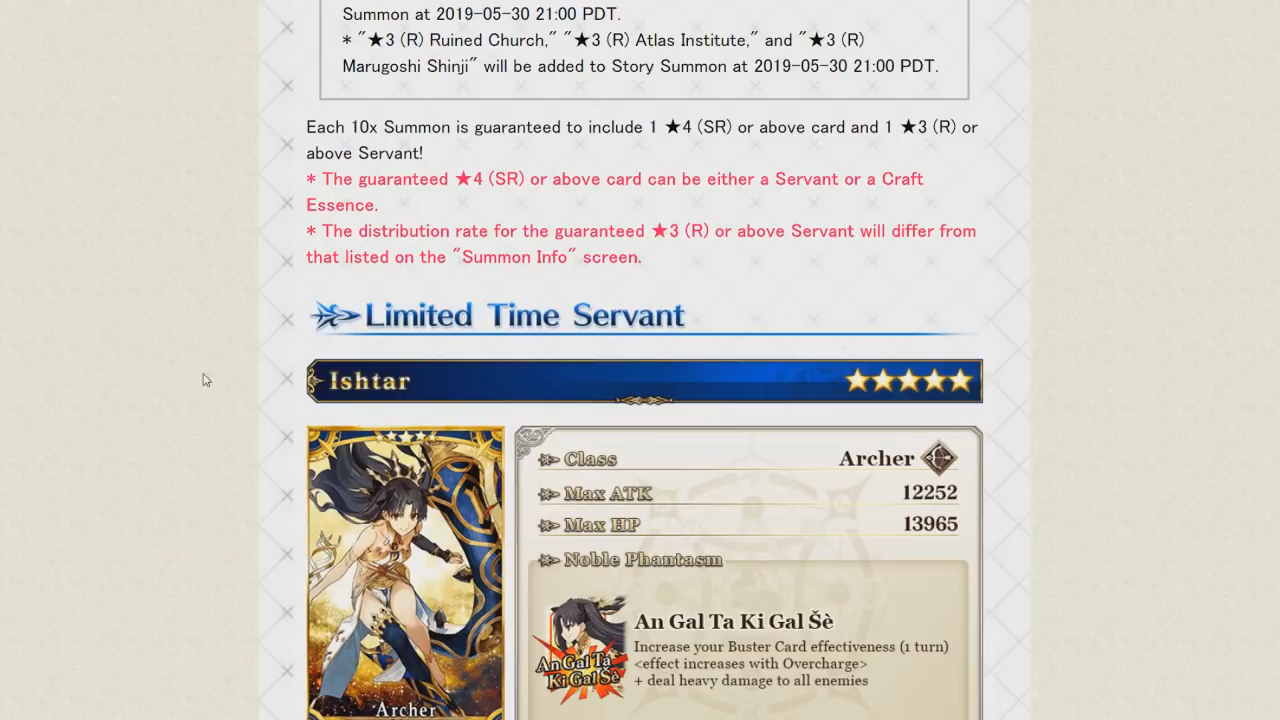 Summon at 2019-05-30 21:00 PDT.
* "★3 (R) Ruined Church," "★3 (R) Atlas Institute," and "★3 (R)
Marugoshi Shinji" will be added to Story Summon at 2019-05-30 21:00 PDT.
Each 10x Summon is guaranteed to include 1 ★4 (SR) or above card and 1 ★3 (R) or
above Servant!
* The guaranteed ★4 (SR) or above card can be either a Servant or a Craft
Essence.
* The distribution rate for the guaranteed ★3 (R) or above Servant will differ from
that listed on the "Summon Info" screen.
Limited Time Servant
Ishtar ★★★★★
Archer
Class Archer
Max ATK 12252
Max HP 13965
Noble Phantasm
An Gal Ta
Ki Gal Šè
An Gal Ta Ki Gal Šè
Increase your Buster Card effectiveness (1 turn)
<effect increases with Overcharge>
+ deal heavy damage to all enemies